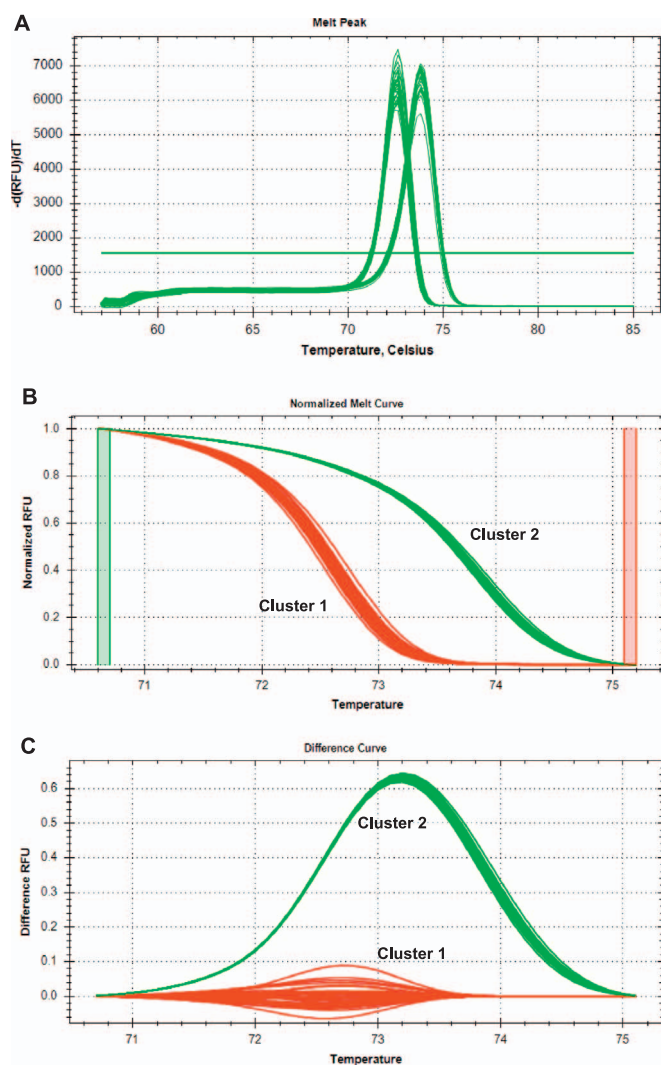 A
Melt Peak
-d(RFU)/dT
7000
6000
5000
4000
3000
2000
1000
0
60 65 70 75 80 85
Temperature, Celsius
B
Normalized Melt Curve
Normalized RFU
1.0
0.8
0.6
0.4
0.2
0.0
Cluster 2
Cluster 1
71 72 73 74 75
Temperature
C
Difference Curve
Difference RFU
0.6
0.5
0.4
0.3
0.2
0.1
0.0
Cluster 2
Cluster 1
71 72 73 74 75
Temperature